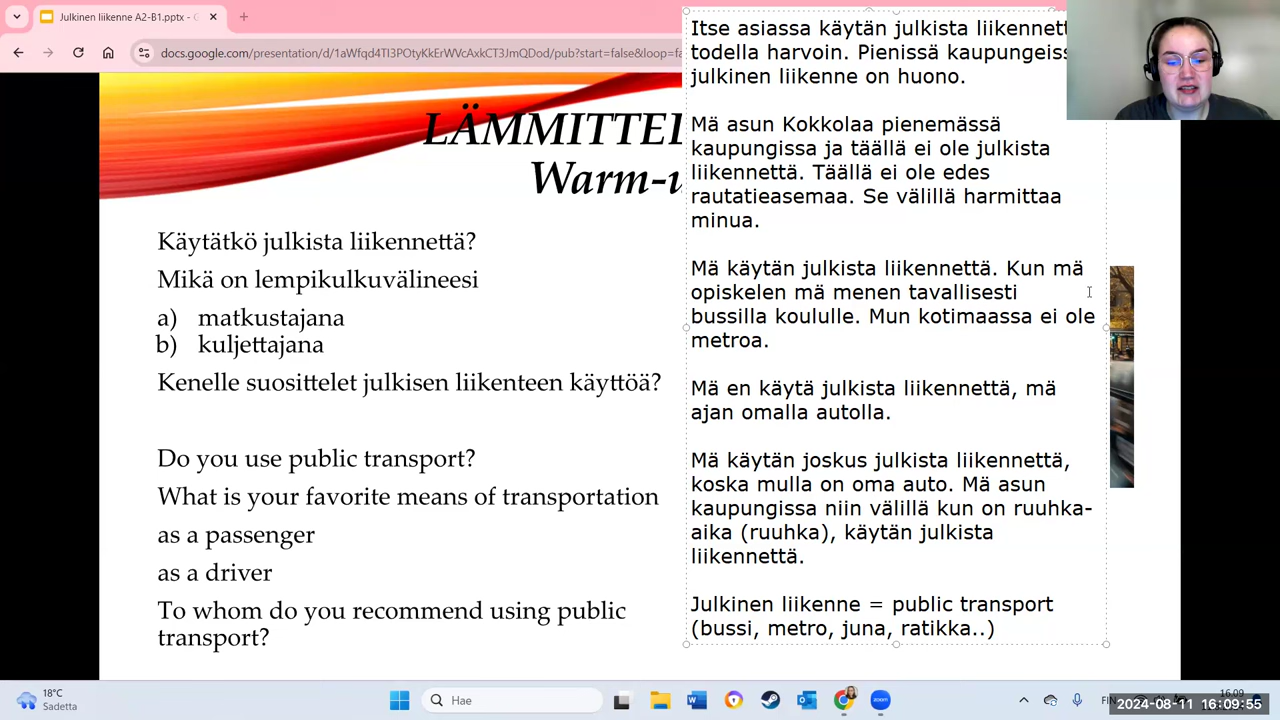 Julkinen liikenne A2-B1.pptx
docs.google.com/presentation/d/1aWfqI4TI3POtyKkErWVcAxkCT3JmQDod/pub?start=false&loop=fa
LÄMMITTEL
Warm-u
Käytätkö julkista liikennettä?
Mikä on lempikulkuvälineesi
a) matkustajana
b) kuljettajana
Kenelle suosittelet julkisen liikenteen käyttöä?
Do you use public transport?
What is your favorite means of transportation
as a passenger
as a driver
To whom do you recommend using public
transport?
Itse asiassa käytän julkista liikennett
todella harvoin. Pienissä kaupungeiss
julkinen liikenne on huono.
Mä asun Kokkolaa pienemässä
kaupungissa ja täällä ei ole julkista
liikennettä. Täällä ei ole edes
rautatieasemaa. Se välillä harmittaa
minua.
Mä käytän julkista liikennettä. Kun mä
opiskelen mä menen tavallisesti
bussilla koululle. Mun kotimaassa ei ole
metroa.
Mä en käytä julkista liikennettä, mä
ajan omalla autolla.
Mä käytän joskus julkista liikennettä,
koska mulla on oma auto. Mä asun
kaupungissa niin välillä kun on ruuhka-
aika (ruuhka), käytän julkista
liikennettä.
Julkinen liikenne = public transport
(bussi, metro, juna, ratikka..)
18°C
Sadetta
Hae
zoom
FIN
16.09
2024-08-11 16:09:55